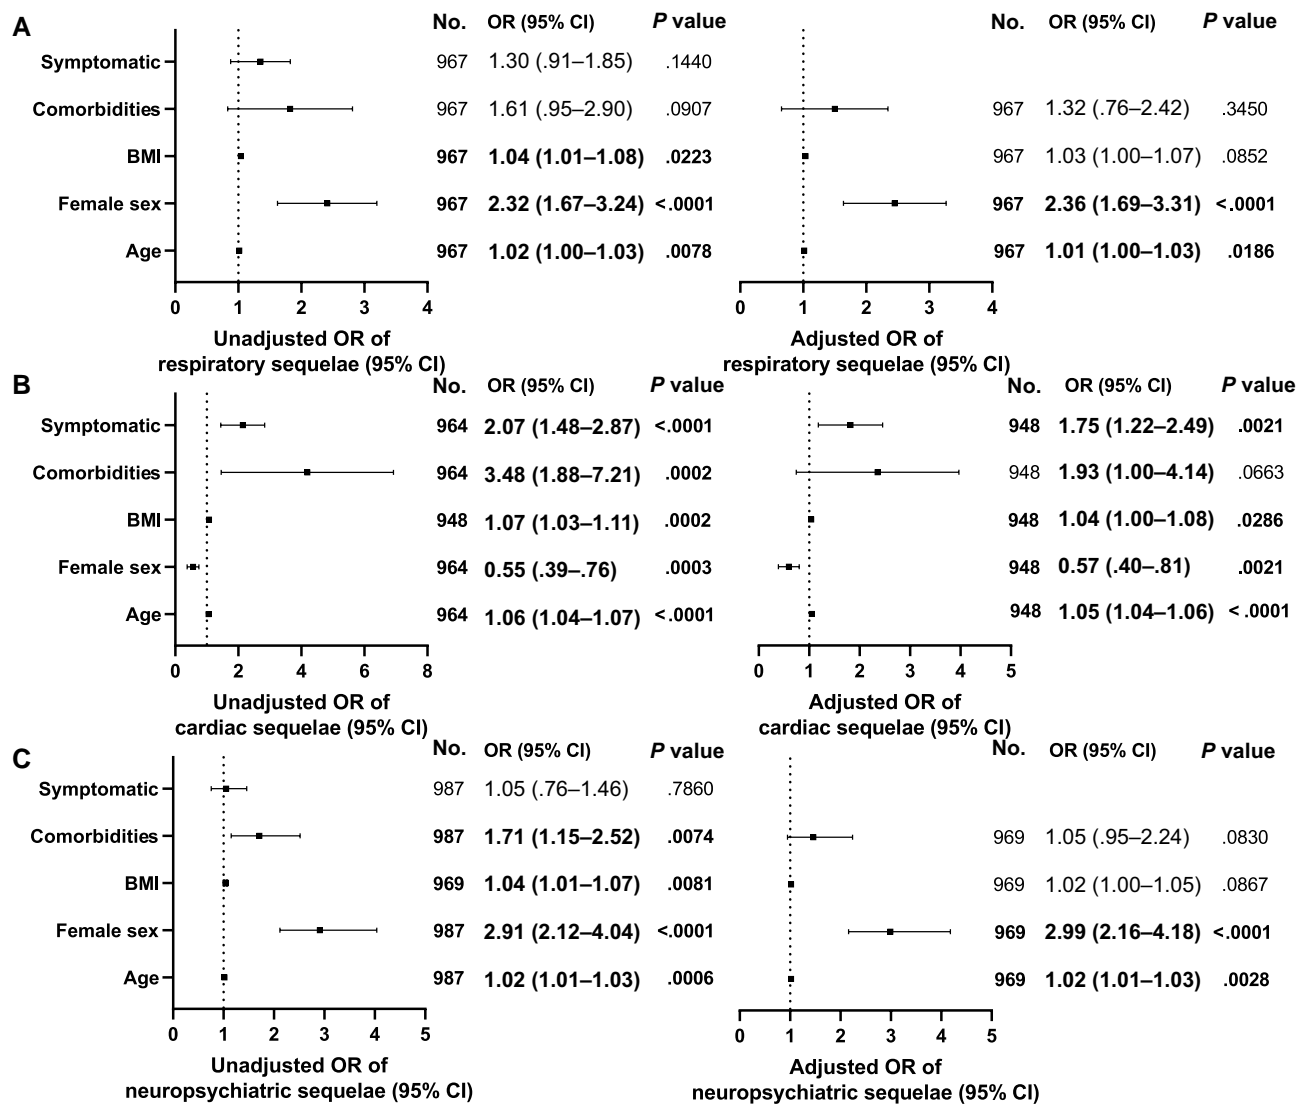 A
No. OR (95% CI) P value No. OR (95% CI) P value
Symptomatic 967 1.30 (.91–1.85) .1440
Comorbidities 967 1.61 (.95–2.90) .0907 967 1.32 (.76–2.42) .3450
BMI 967 1.04 (1.01–1.08) .0223 967 1.03 (1.00–1.07) .0852
Female sex 967 2.32 (1.67–3.24) <.0001 967 2.36 (1.69–3.31) <.0001
Age 967 1.02 (1.00–1.03) .0078 967 1.01 (1.00–1.03) .0186
0 1 2 3 4 0 1 2 3 4
Unadjusted OR of Adjusted OR of
respiratory sequelae (95% CI) respiratory sequelae (95% CI)
B
No. OR (95% CI) P value No. OR (95% CI) P value
Symptomatic 964 2.07 (1.48–2.87) <.0001 948 1.75 (1.22–2.49) .0021
Comorbidities 964 3.48 (1.88–7.21) .0002 948 1.93 (1.00–4.14) .0663
BMI 948 1.07 (1.03–1.11) .0002 948 1.04 (1.00–1.08) .0286
Female sex 964 0.55 (.39–.76) .0003 948 0.57 (.40–.81) .0021
Age 964 1.06 (1.04–1.07) <.0001 948 1.05 (1.04–1.06) <.0001
0 2 4 6 8 0 1 2 3 4 5
Unadjusted OR of Adjusted OR of
cardiac sequelae (95% CI) cardiac sequelae (95% CI)
C
No. OR (95% CI) P value No. OR (95% CI) P value
Symptomatic 987 1.05 (.76–1.46) .7860
Comorbidities 987 1.71 (1.15–2.52) .0074 969 1.05 (.95–2.24) .0830
BMI 969 1.04 (1.01–1.07) .0081 969 1.02 (1.00–1.05) .0867
Female sex 987 2.91 (2.12–4.04) <.0001 969 2.99 (2.16–4.18) <.0001
Age 987 1.02 (1.01–1.03) .0006 969 1.02 (1.01–1.03) .0028
0 1 2 3 4 5 0 1 2 3 4 5
Unadjusted OR of Adjusted OR of
neuropsychiatric sequelae (95% CI) neuropsychiatric sequelae (95% CI)